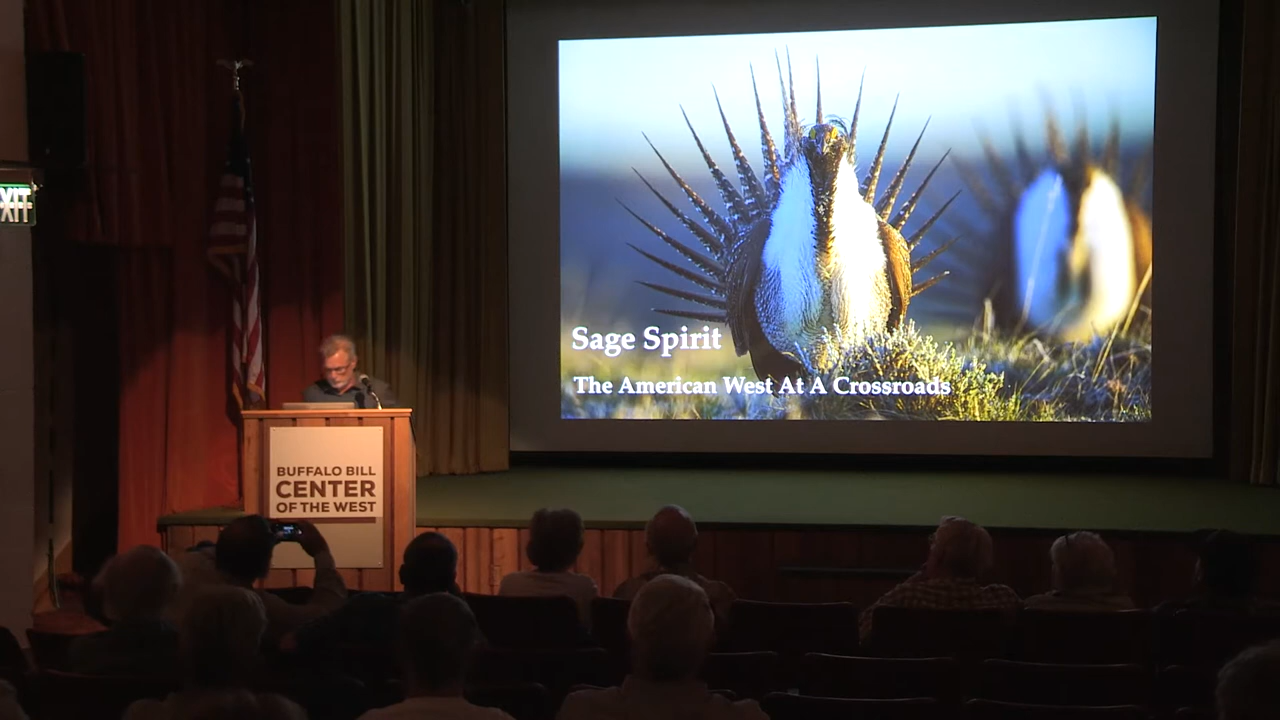 EXIT
Sage Spirit
The American West At A Crossroads
BUFFALO BILL
CENTER
OF THE WEST